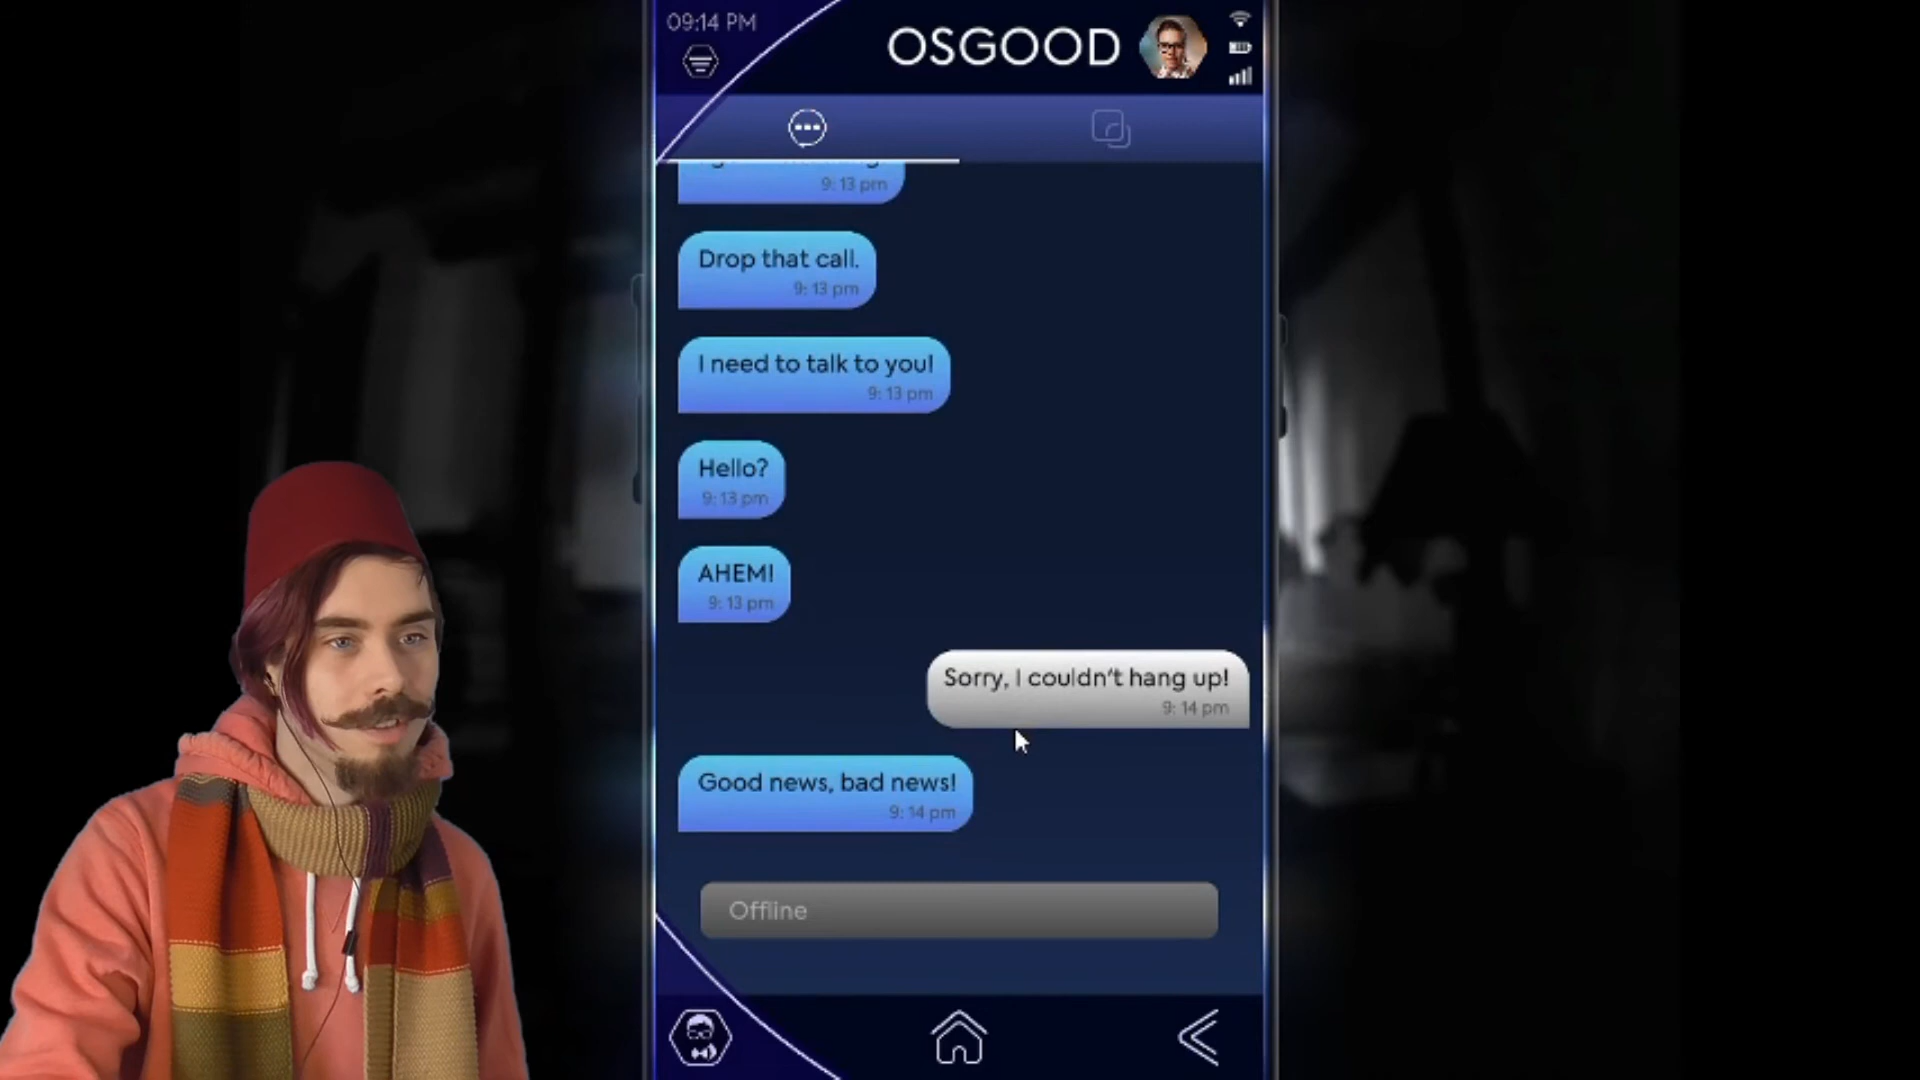 09:14 PM
OSGOOD
9:13 pm
Drop that call.
9:13 pm
I need to talk to you!
9:13 pm
Hello?
9:13 pm
AHEM!
9:13 pm
Sorry, I couldn't hang up!
9:14 pm
Good news, bad news!
9:14 pm
Offline